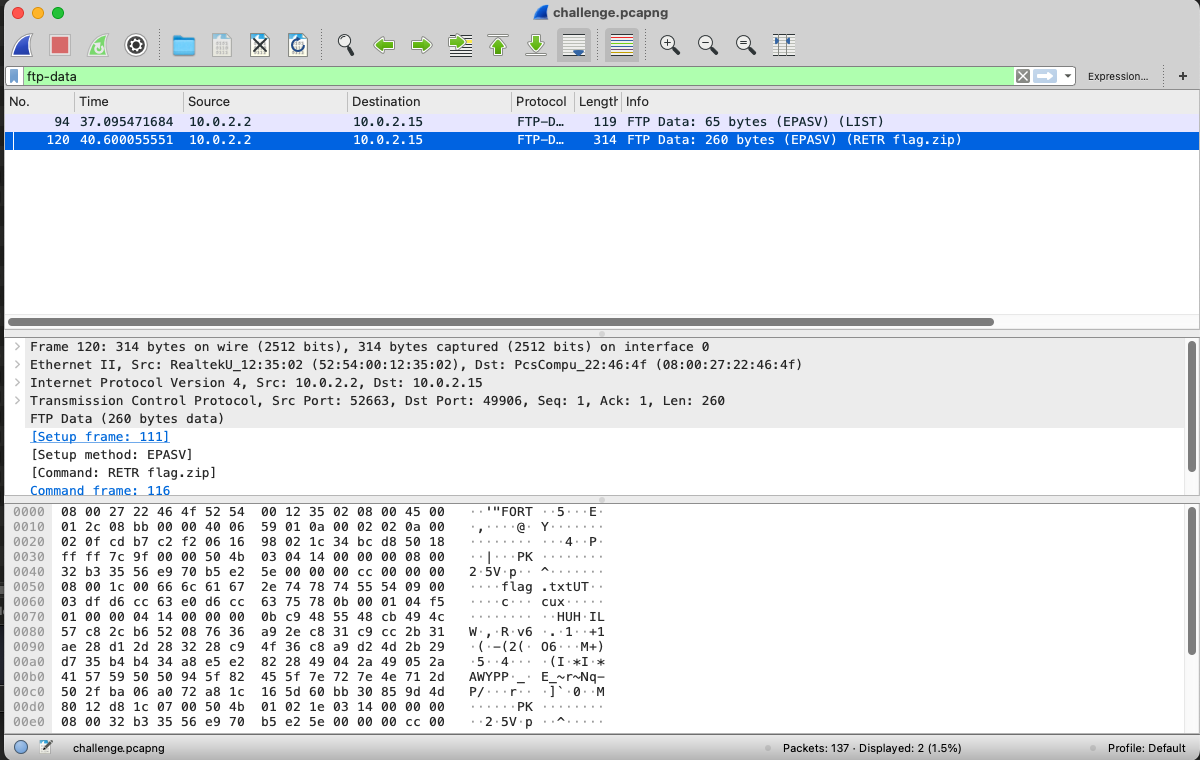 challenge.pcapng
ftp-data
Expression...
+
No. Time Source Destination Protocol Length Info
94 37.095471684 10.0.2.2 10.0.2.15 FTP-D… 119 FTP Data: 65 bytes (EPASV) (LIST)
120 40.600055551 10.0.2.2 10.0.2.15 FTP-D… 314 FTP Data: 260 bytes (EPASV) (RETR flag.zip)
Frame 120: 314 bytes on wire (2512 bits), 314 bytes captured (2512 bits) on interface 0
Ethernet II, Src: RealtekU_12:35:02 (52:54:00:12:35:02), Dst: PcsCompu_22:46:4f (08:00:27:22:46:4f)
Internet Protocol Version 4, Src: 10.0.2.2, Dst: 10.0.2.15
Transmission Control Protocol, Src Port: 52663, Dst Port: 49906, Seq: 1, Ack: 1, Len: 260
FTP Data (260 bytes data)
[Setup frame: 111]
[Setup method: EPASV]
[Command: RETR flag.zip]
Command frame: 116
0000 08 00 27 22 46 4f 52 54 00 12 35 02 08 00 45 00 ··'"FORT ··5···E·
0010 01 2c 08 bb 00 00 40 06 59 01 0a 00 02 02 0a 00 ·,····@· Y·······
0020 02 0f cd b7 c2 f2 06 16 98 02 1c 34 bc d8 50 18 ········ ···4··P·
0030 ff ff 7c 9f 00 00 50 4b 03 04 14 00 00 00 08 00 ··|···PK ········
0040 32 b3 35 56 e9 70 b5 e2 5e 00 00 00 cc 00 00 00 2·5V·p·· ^·······
0050 08 00 1c 00 66 6c 61 67 2e 74 78 74 55 54 09 00 ····flag .txtUT··
0060 03 df d6 cc 63 e0 d6 cc 63 75 78 0b 00 01 04 f5 ····c··· cux·····
0070 01 00 00 04 14 00 00 00 0b c9 48 55 48 cb 49 4c ········ ··HUH·IL
0080 57 c8 2c b6 52 08 76 36 a9 2e c8 31 c9 cc 2b 31 W·,·R·v6 ·.·1··+1
0090 ae 28 d1 2d 28 32 28 c9 4f 36 c8 a9 d2 4d 2b 29 ·(·-(2(· O6···M+)
00a0 d7 35 b4 b4 34 a8 e5 e2 82 28 49 04 2a 49 05 2a ·5··4··· ·(I·*I·*
00b0 41 57 59 50 50 94 5f 82 45 5f 7e 72 7e 4e 71 2d AWYPP·_· E_~r~Nq-
00c0 50 2f ba 06 a0 72 a8 1c 16 5d 60 bb 30 85 9d 4d P/···r·· ·]`·0··M
00d0 80 12 d8 1c 07 00 50 4b 01 02 1e 03 14 00 00 00 ······PK ········
00e0 08 00 32 b3 35 56 e9 70 b5 e2 5e 00 00 00 cc 00 ··2·5V·p ··^·····
challenge.pcapng
Packets: 137 · Displayed: 2 (1.5%)
Profile: Default